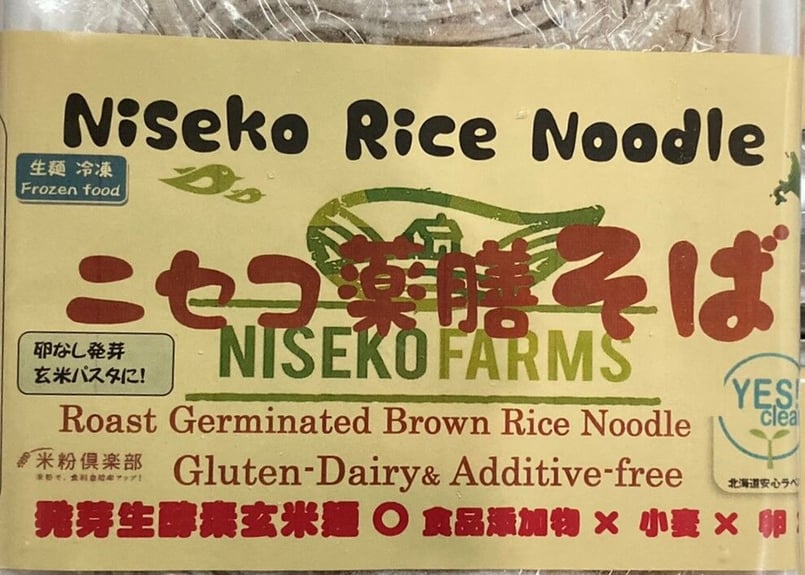 Niseko Rice Noodle
生麺 冷凍
Frozen food
ニセコ薬膳そば
NISEKO FARMS
卵なし発芽
玄米パスタに!
YES!
clea
Roast Germinated Brown Rice Noodle
米粉倶楽部
Gluten-Dairy& Additive-free
北海道安心ラベ
発芽生酵素玄米麺 〇 食品添加物 × 小麦 × 卵